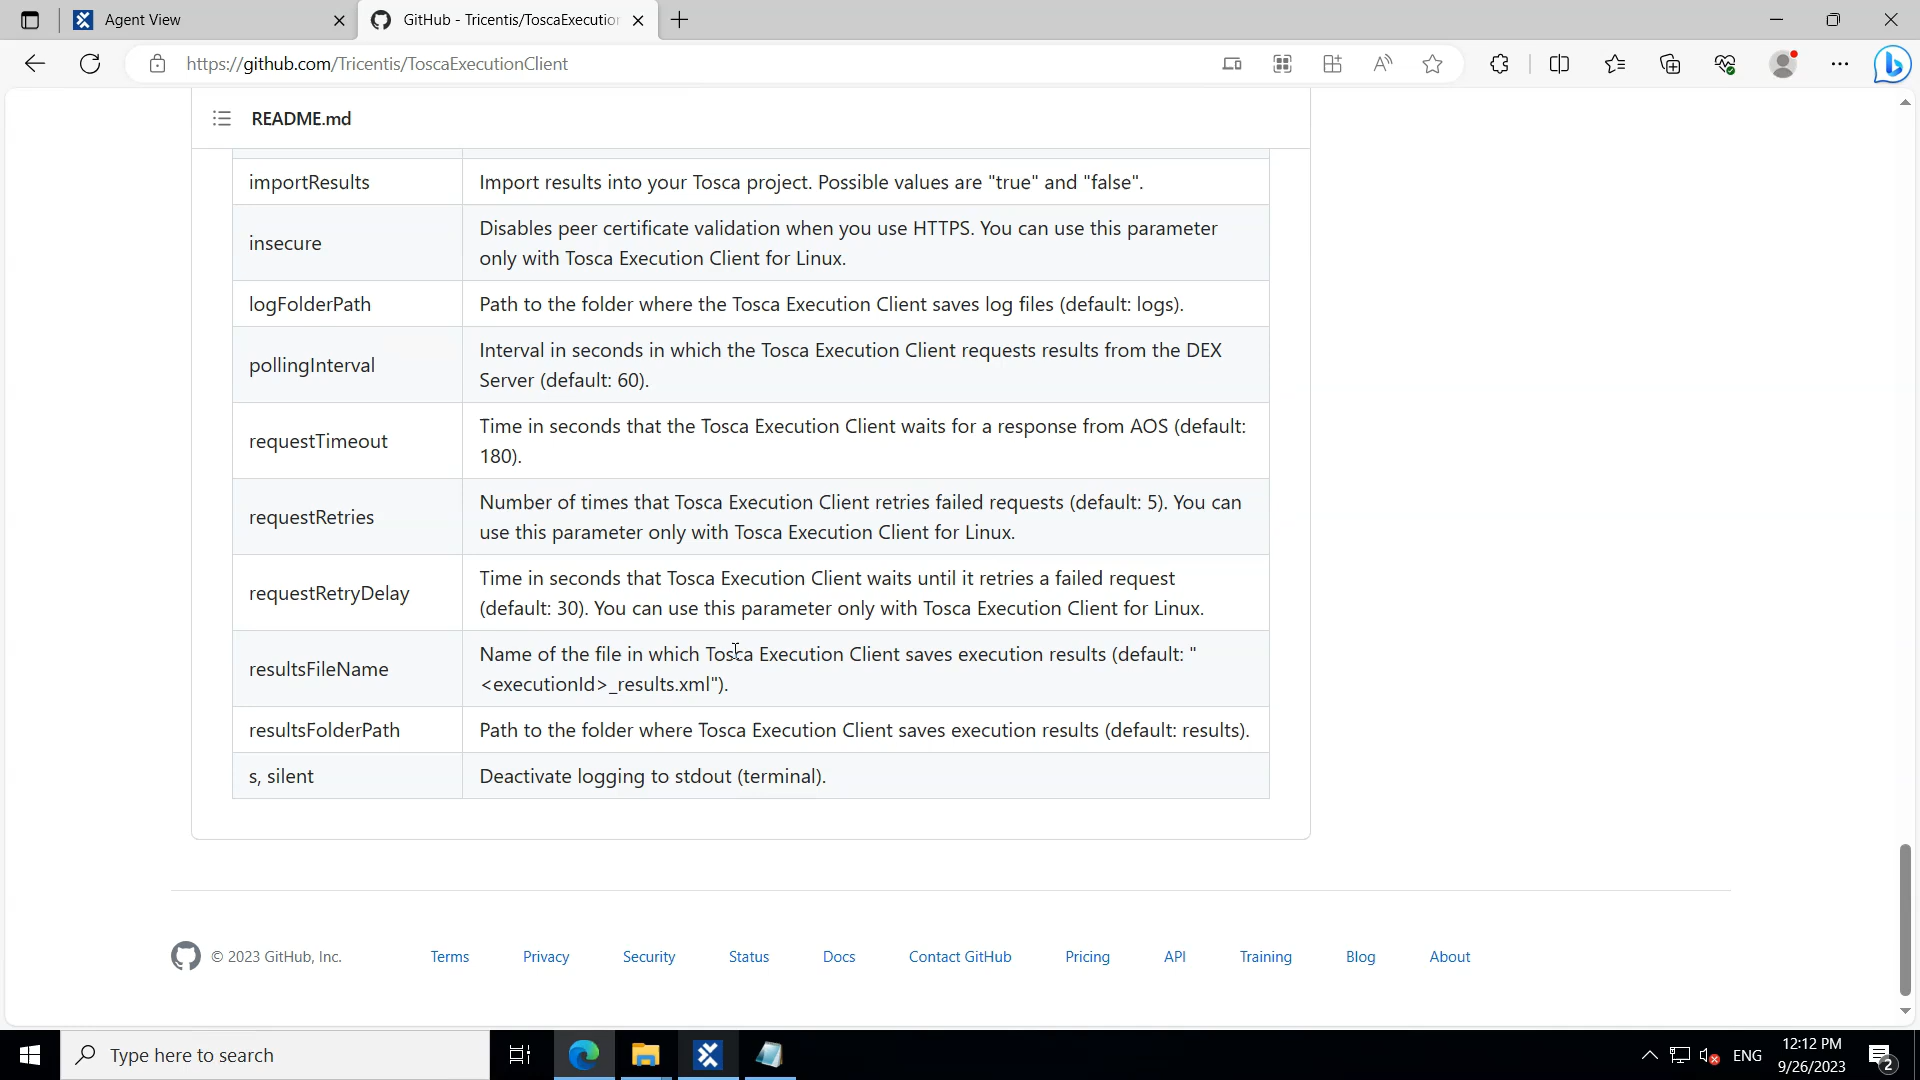 Agent View
GitHub - Tricentis/ToscaExecution
https://github.com/Tricentis/ToscaExecutionClient
README.md
importResults
Import results into your Tosca project. Possible values are "true" and "false".
insecure
Disables peer certificate validation when you use HTTPS. You can use this parameter
only with Tosca Execution Client for Linux.
logFolderPath
Path to the folder where the Tosca Execution Client saves log files (default: logs).
pollingInterval
Interval in seconds in which the Tosca Execution Client requests results from the DEX
Server (default: 60).
requestTimeout
Time in seconds that the Tosca Execution Client waits for a response from AOS (default:
180).
requestRetries
Number of times that Tosca Execution Client retries failed requests (default: 5). You can
use this parameter only with Tosca Execution Client for Linux.
requestRetryDelay
Time in seconds that Tosca Execution Client waits until it retries a failed request
(default: 30). You can use this parameter only with Tosca Execution Client for Linux.
resultsFileName
Name of the file in which Tosca Execution Client saves execution results (default: "
<executionId>_results.xml").
resultsFolderPath
Path to the folder where Tosca Execution Client saves execution results (default: results).
s, silent
Deactivate logging to stdout (terminal).
© 2023 GitHub, Inc.
Terms
Privacy
Security
Status
Docs
Contact GitHub
Pricing
API
Training
Blog
About
Type here to search
ENG
12:12 PM
9/26/2023
2